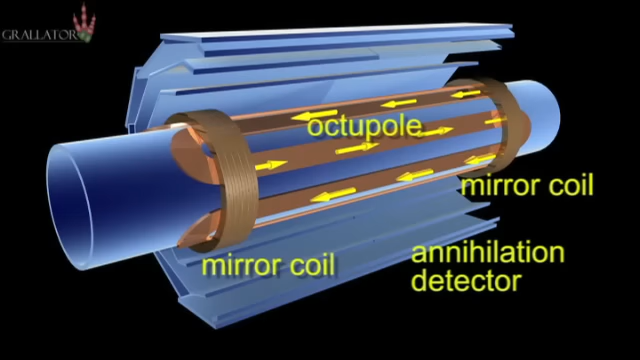 GRALLATOR
octupole
mirror coil
mirror coil
annihilation
detector